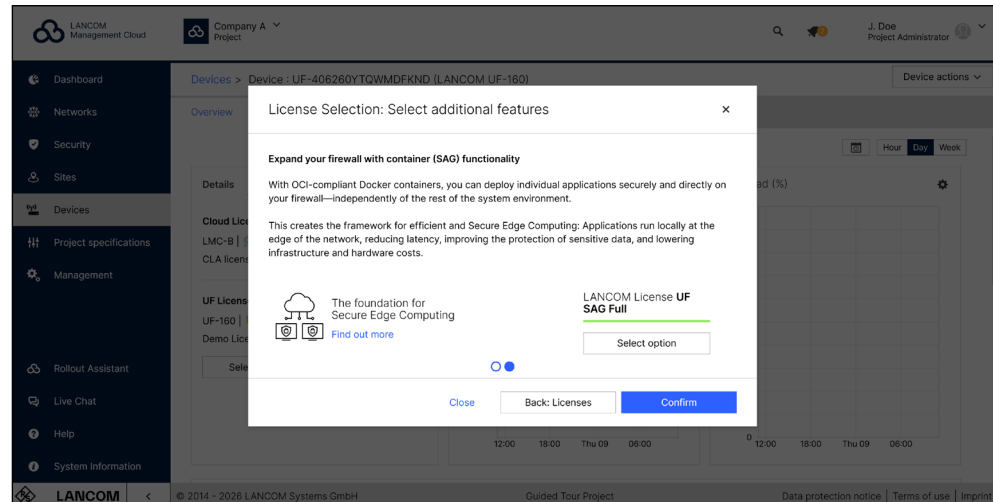 LANCOM
Management Cloud
Company A
Project
J. Doe
Project Administrator
Dashboard
Networks
Security
Sites
Devices
Project specifications
Management
Rollout Assistant
Live Chat
Help
System Information
LANCOM
Devices > Device : UF-406260YTQWMDFKND (LANCOM UF-160)
Device actions
Overview
Hour Day Week
Details
Cloud Lice
LMC-B |
CLA licens
UF License
UF-160 |
Demo Lice
Sele
ad (%)
License Selection: Select additional features
Expand your firewall with container (SAG) functionality
With OCI-compliant Docker containers, you can deploy individual applications securely and directly on
your firewall—independently of the rest of the system environment.
This creates the framework for efficient and Secure Edge Computing: Applications run locally at the
edge of the network, reducing latency, improving the protection of sensitive data, and lowering
infrastructure and hardware costs.
The foundation for
Secure Edge Computing
Find out more
LANCOM License UF
SAG Full
Select option
Close
Back: Licenses
Confirm
12:00 18:00 Thu 09 06:00
0
12:00 18:00 Thu 09 06:00
© 2014 - 2026 LANCOM Systems GmbH
Guided Tour Project
Data protection notice | Terms of use | Imprint